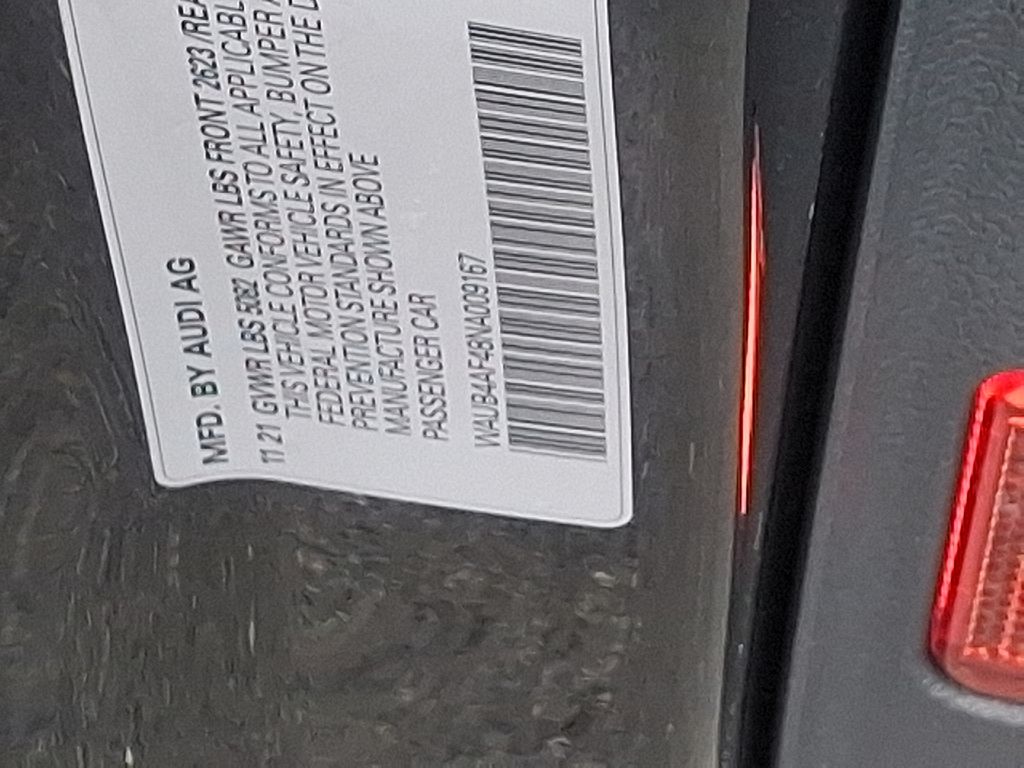 MFD. BY AUDI AG
11 21 GVWR LBS 5082 GAWR LBS FRONT 2623 /REA
THIS VEHICLE CONFORMS TO ALL APPLICABL
FEDERAL MOTOR VEHICLE SAFETY, BUMPER A
PREVENTION STANDARDS IN EFFECT ON THE D
MANUFACTURE SHOWN ABOVE
PASSENGER CAR
WAUB4AF48NA009167